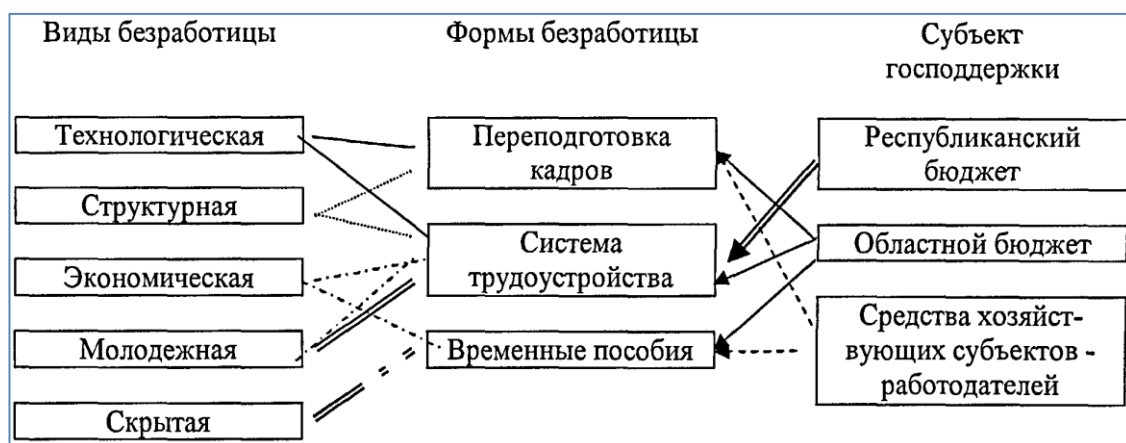 Виды безработицы
Формы безработицы
Субъект
господдержки
Технологическая
Структурная
Экономическая
Молодежная
Скрытая
Переподготовка
кадров
Система
трудоустройства
Временные пособия
Республиканский
бюджет
Областной бюджет
Средства хозяйст-
вующих субъектов -
работодателей